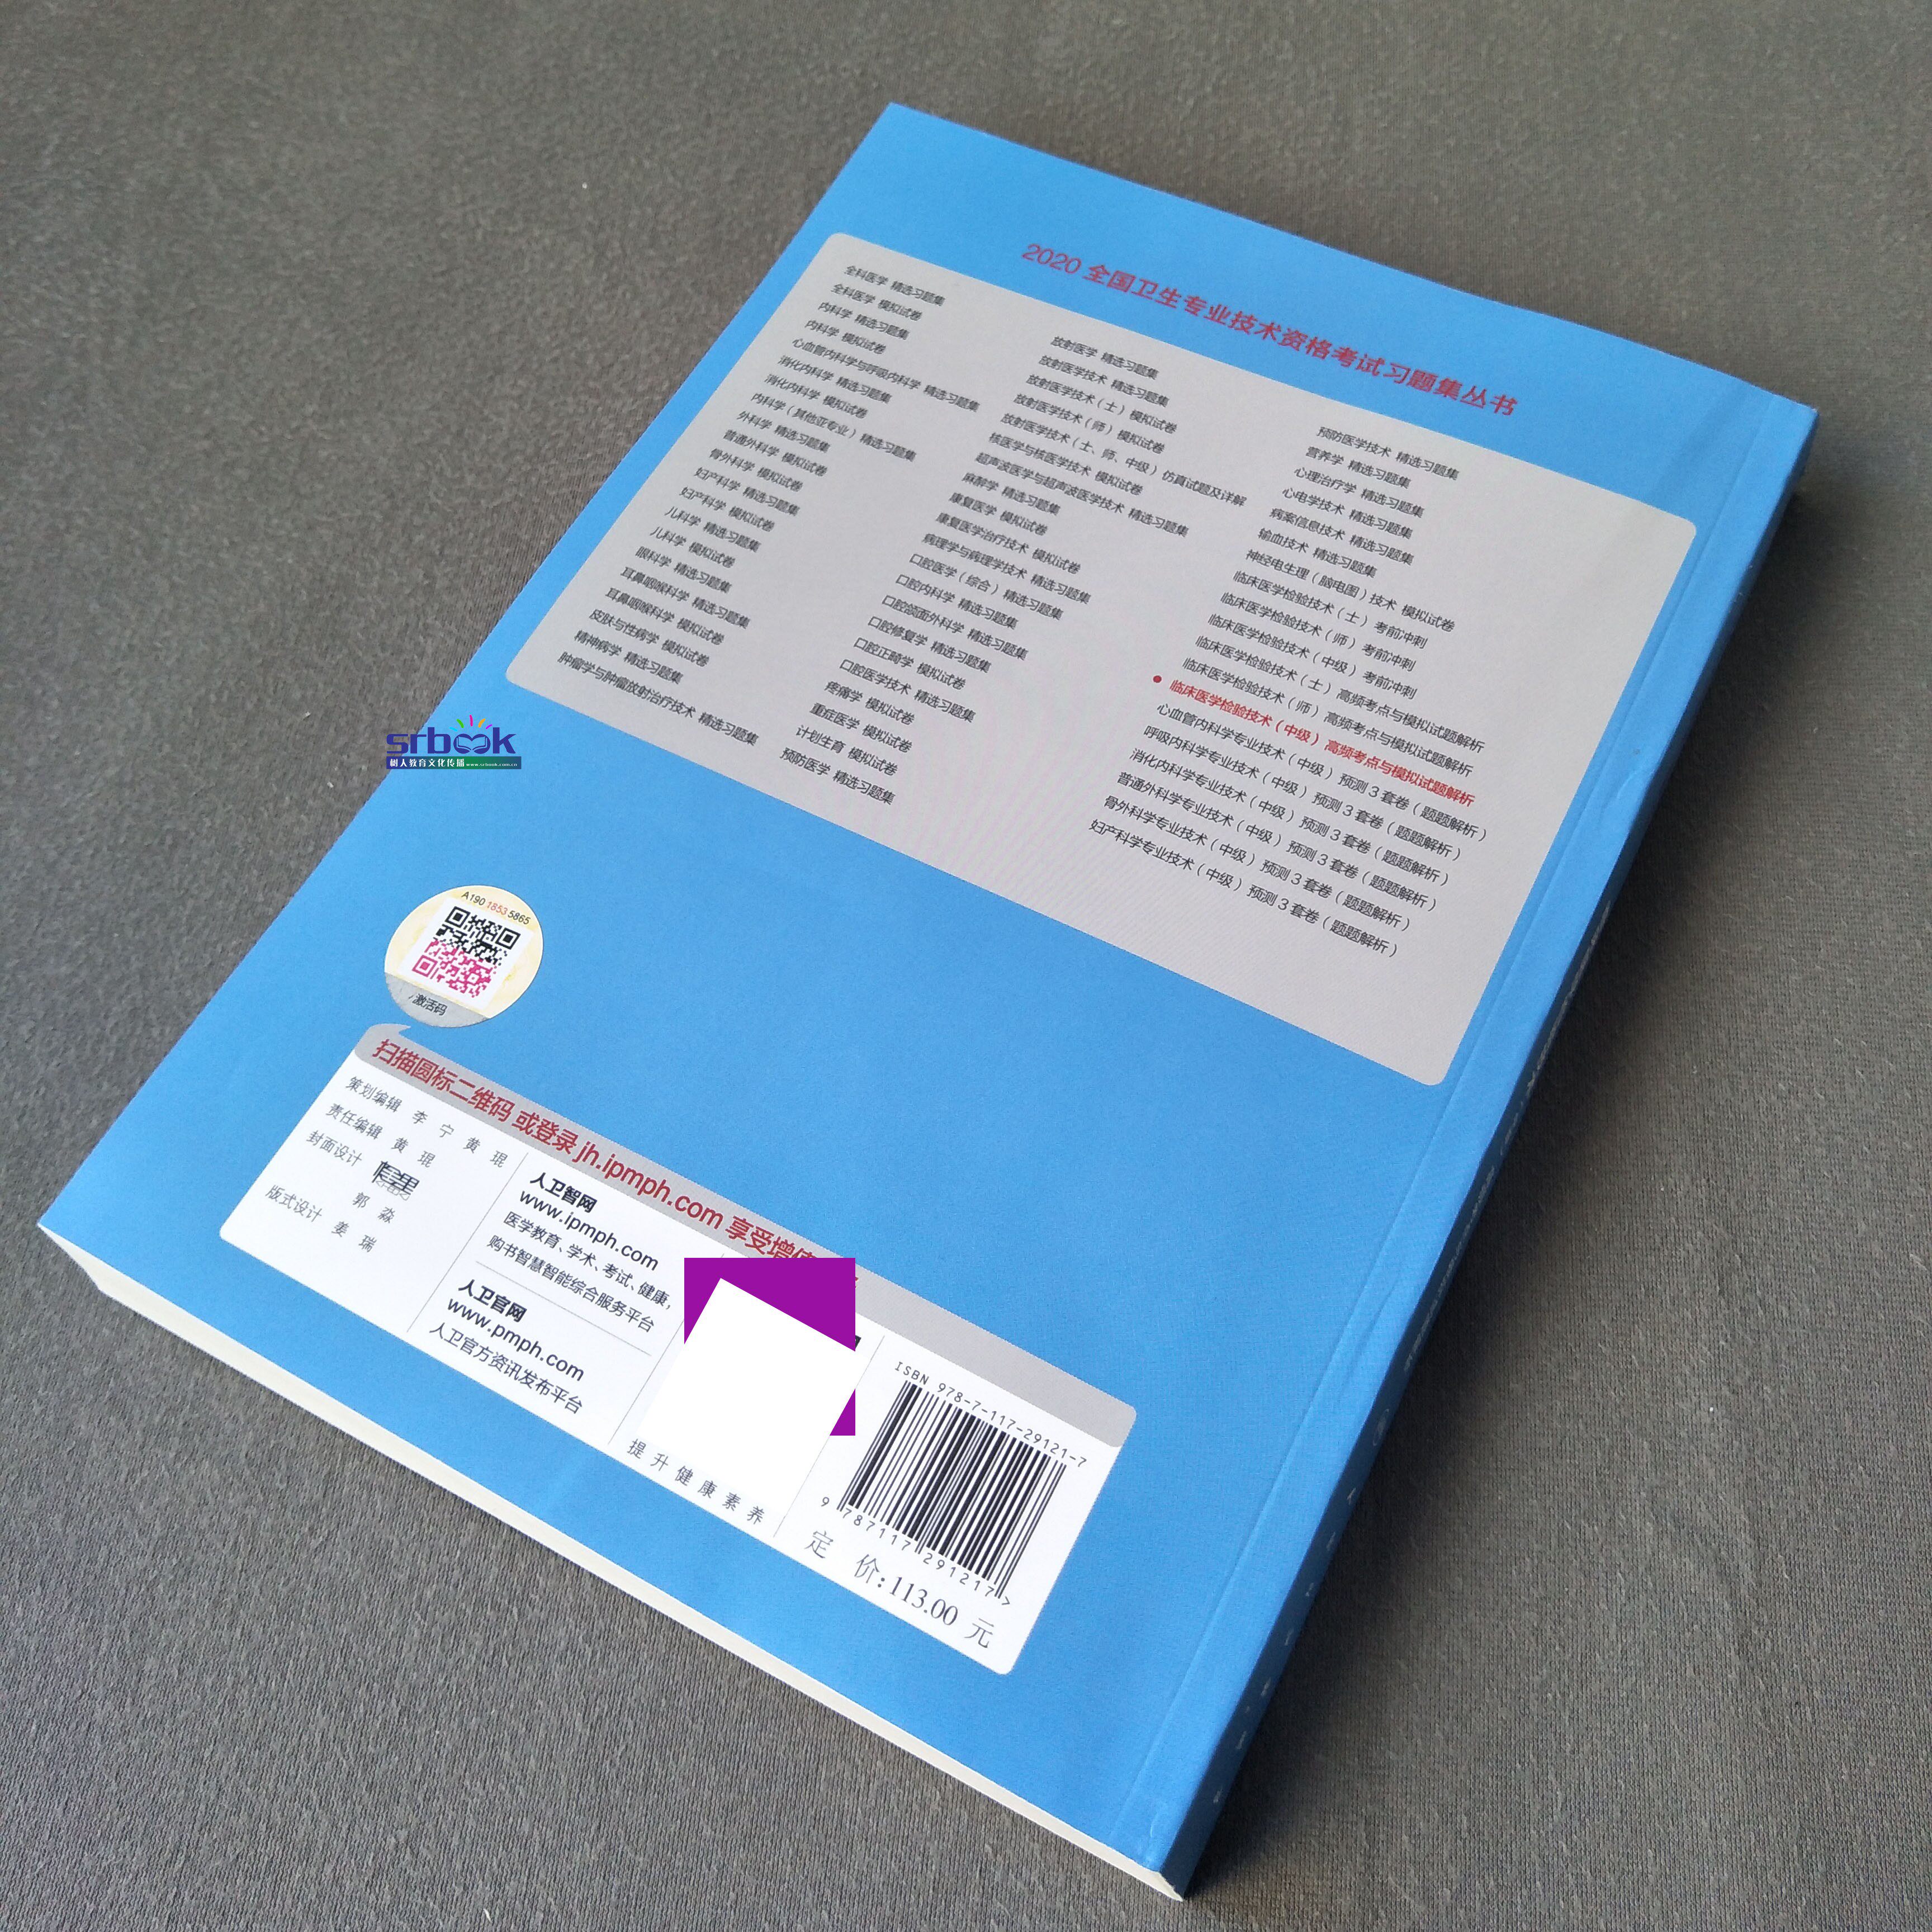 2020 全国卫生专业技术资格考试习题集丛书
全科医学 精选习题集
全科医学 模拟试卷
内科学 精选习题集
内科学 模拟试卷
心血管内科学与呼吸内科学 精选习题集
消化内科学 精选习题集
消化内科学 模拟试卷
内科学（其他亚专业）精选习题集
外科学 精选习题集
普通外科学 模拟试卷
骨外科学 模拟试卷
妇产科学 精选习题集
妇产科学 模拟试卷
儿科学 精选习题集
儿科学 模拟试卷
眼科学 精选习题集
耳鼻咽喉科学 精选习题集
耳鼻咽喉科学 模拟试卷
皮肤与性病学 模拟试卷
精神病学 精选习题集
肿瘤学与肿瘤放射治疗技术 精选习题集
放射医学 精选习题集
放射医学技术 精选习题集
放射医学技术（士）模拟试卷
放射医学技术（师）模拟试卷
放射医学技术（士、师、中级）仿真试题及详解
核医学与核医学技术 模拟试卷
超声波医学与超声波医学技术 精选习题集
麻醉学 精选习题集
康复医学 模拟试卷
康复医学治疗技术 模拟试卷
病理学与病理学技术 精选习题集
口腔医学（综合）精选习题集
口腔内科学 精选习题集
口腔颌面外科学 精选习题集
口腔修复学 精选习题集
口腔正畸学 模拟试卷
口腔医学技术 精选习题集
疼痛学 模拟试卷
重症医学 模拟试卷
计划生育 模拟试卷
预防医学 精选习题集
预防医学技术 精选习题集
营养学 精选习题集
心理治疗学 精选习题集
心电学技术 精选习题集
病案信息技术 精选习题集
输血技术 精选习题集
神经电生理（脑电图）技术 模拟试卷
临床医学检验技术（士）考前冲刺
临床医学检验技术（师）考前冲刺
临床医学检验技术（中级）考前冲刺
临床医学检验技术（士）高频考点与模拟试题解析
临床医学检验技术（师）高频考点与模拟试题解析
• 临床医学检验技术（中级）高频考点与模拟试题解析
心血管内科学专业技术（中级）预测 3 套卷（题题解析）
呼吸内科学专业技术（中级）预测 3 套卷（题题解析）
消化内科学专业技术（中级）预测 3 套卷（题题解析）
普通外科学专业技术（中级）预测 3 套卷（题题解析）
骨外科学专业技术（中级）预测 3 套卷（题题解析）
妇产科学专业技术（中级）预测 3 套卷（题题解析）
srbook
树人教育文化传播 www.srbook.com.cn
A190 1853 5865
激活码
扫描圆标二维码 或登录 jh.ipmph.com 享受增
策划编辑 李 宁 黄 琨
责任编辑 黄 琨
封面设计
郭 淼
版式设计 姜 瑞
人卫智网
www.ipmph.com
医学教育、学术、考试、健康，
购书智慧智能综合服务平台
人卫官网
www.pmph.com
人卫官方资讯发布平台
提升健康素养
ISBN 978-7-117-29121-7
9 787117 291217 >
定 价：113.00 元